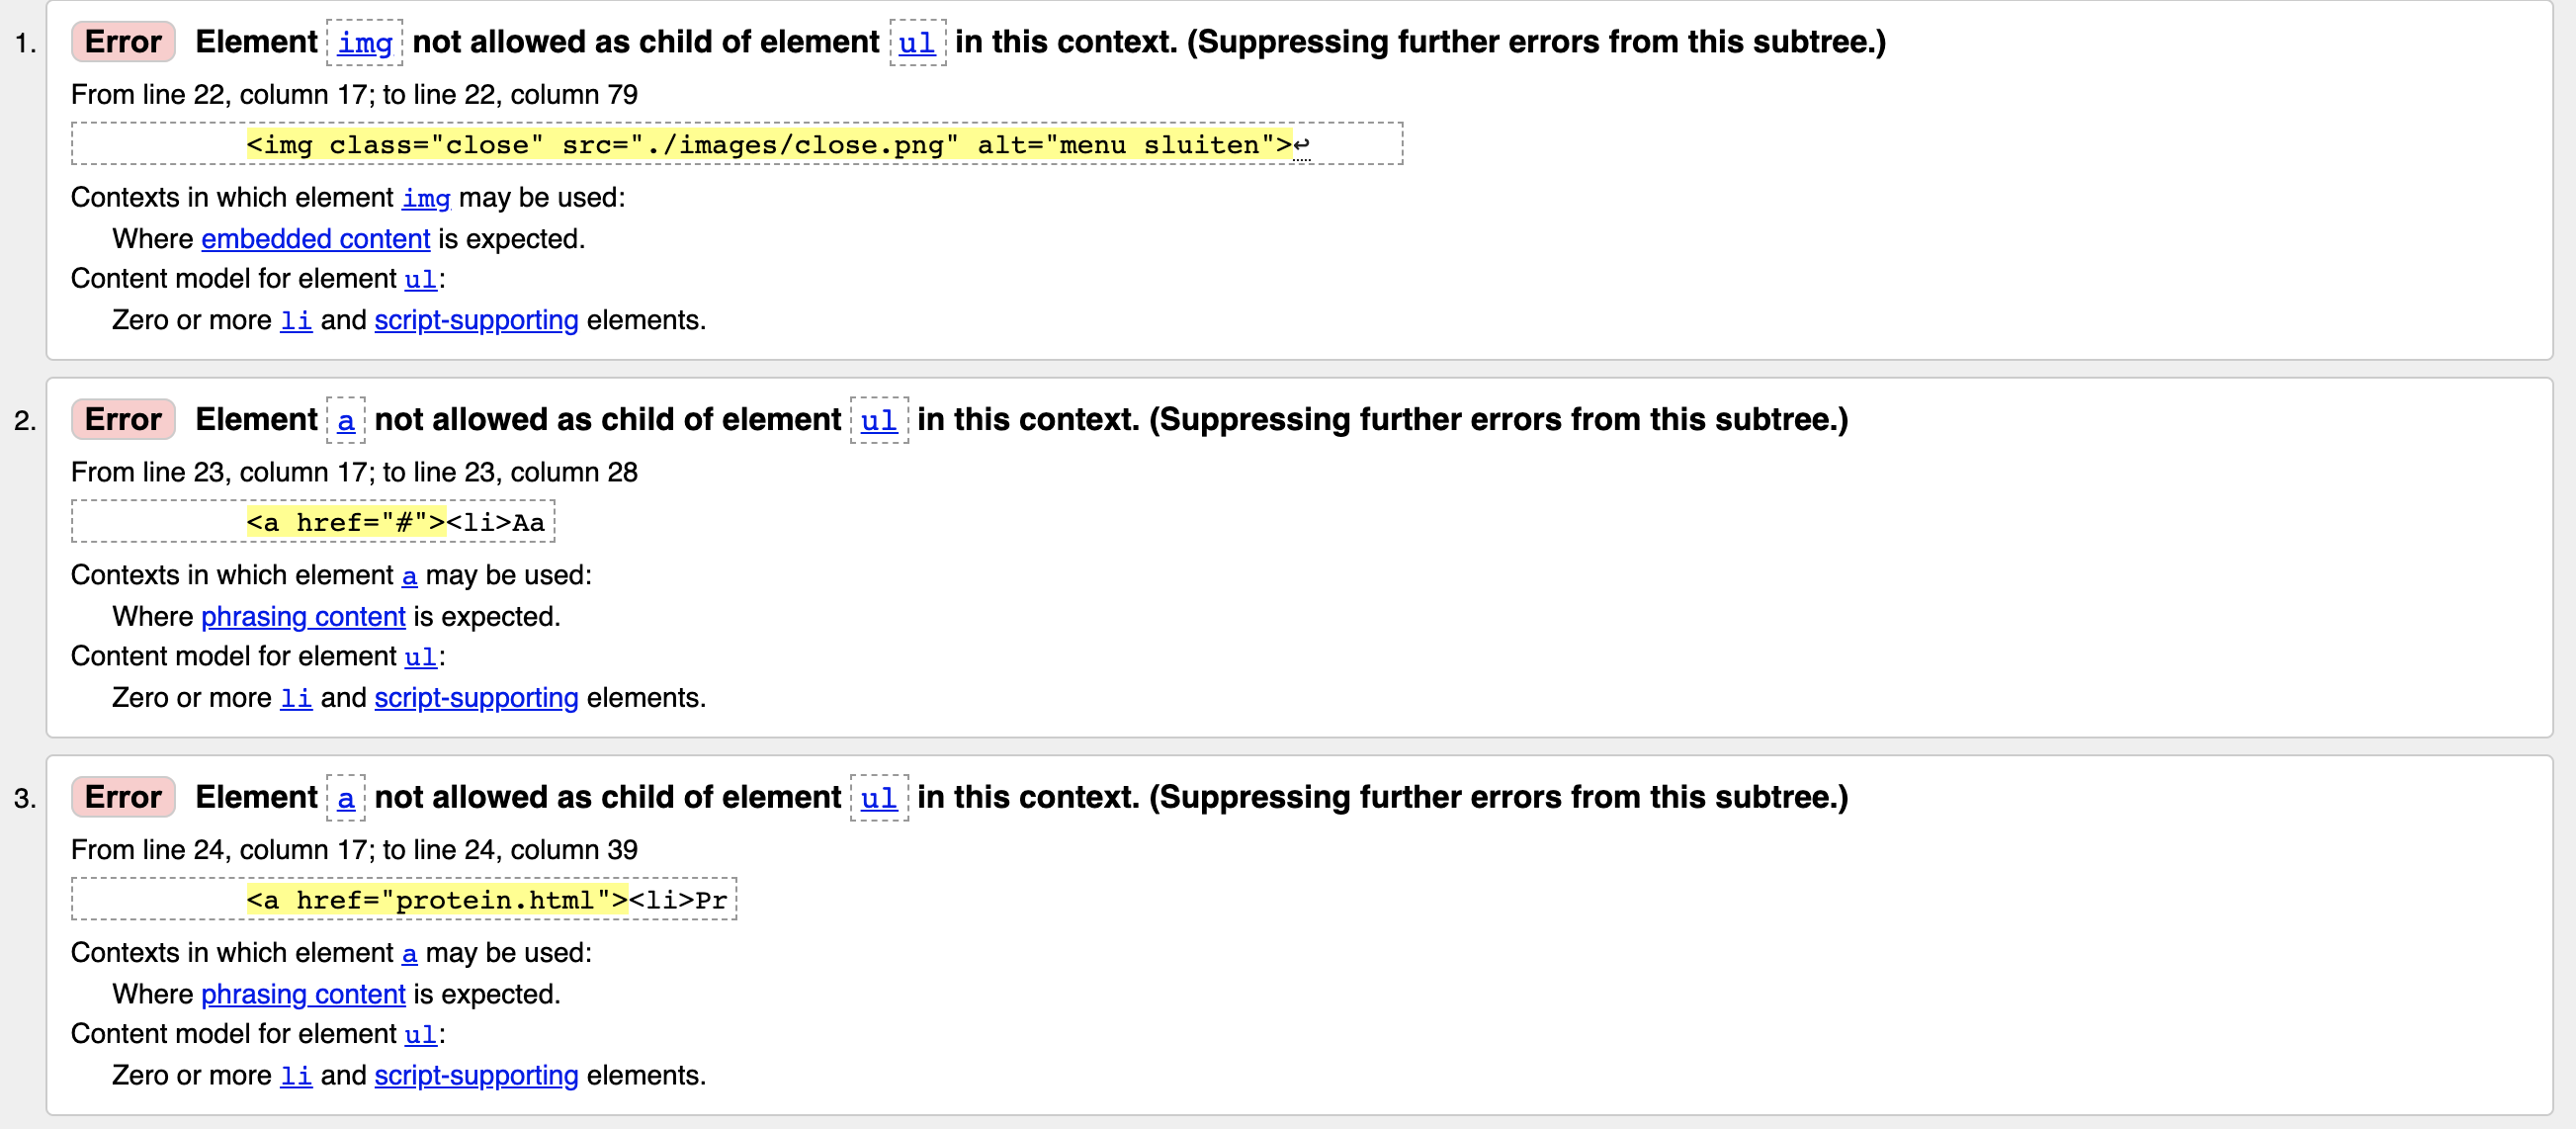 1. Error Element img not allowed as child of element ul in this context. (Suppressing further errors from this subtree.)
From line 22, column 17; to line 22, column 79
<img class="close" src="./images/close.png" alt="menu sluiten">↩
Contexts in which element img may be used:
Where embedded content is expected.
Content model for element ul:
Zero or more li and script-supporting elements.
2. Error Element a not allowed as child of element ul in this context. (Suppressing further errors from this subtree.)
From line 23, column 17; to line 23, column 28
<a href="#"><li>Aa
Contexts in which element a may be used:
Where phrasing content is expected.
Content model for element ul:
Zero or more li and script-supporting elements.
3. Error Element a not allowed as child of element ul in this context. (Suppressing further errors from this subtree.)
From line 24, column 17; to line 24, column 39
<a href="protein.html"><li>Pr
Contexts in which element a may be used:
Where phrasing content is expected.
Content model for element ul:
Zero or more li and script-supporting elements.